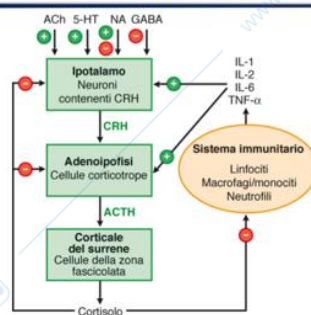 ACh 5-HT NA GABA
+ + + -
-
Ipotalamo
Neuroni
contenenti CRH
- +
IL-1
IL-2
IL-6
TNF-α
CRH
Adenoipofisi
Cellule corticotrope
- +
Sistema immunitario
Linfociti
Macrofagi/monociti
Neutrofili
ACTH
Corticale
del surrene
Cellule della zona
fascicolata
-
Cortisolo